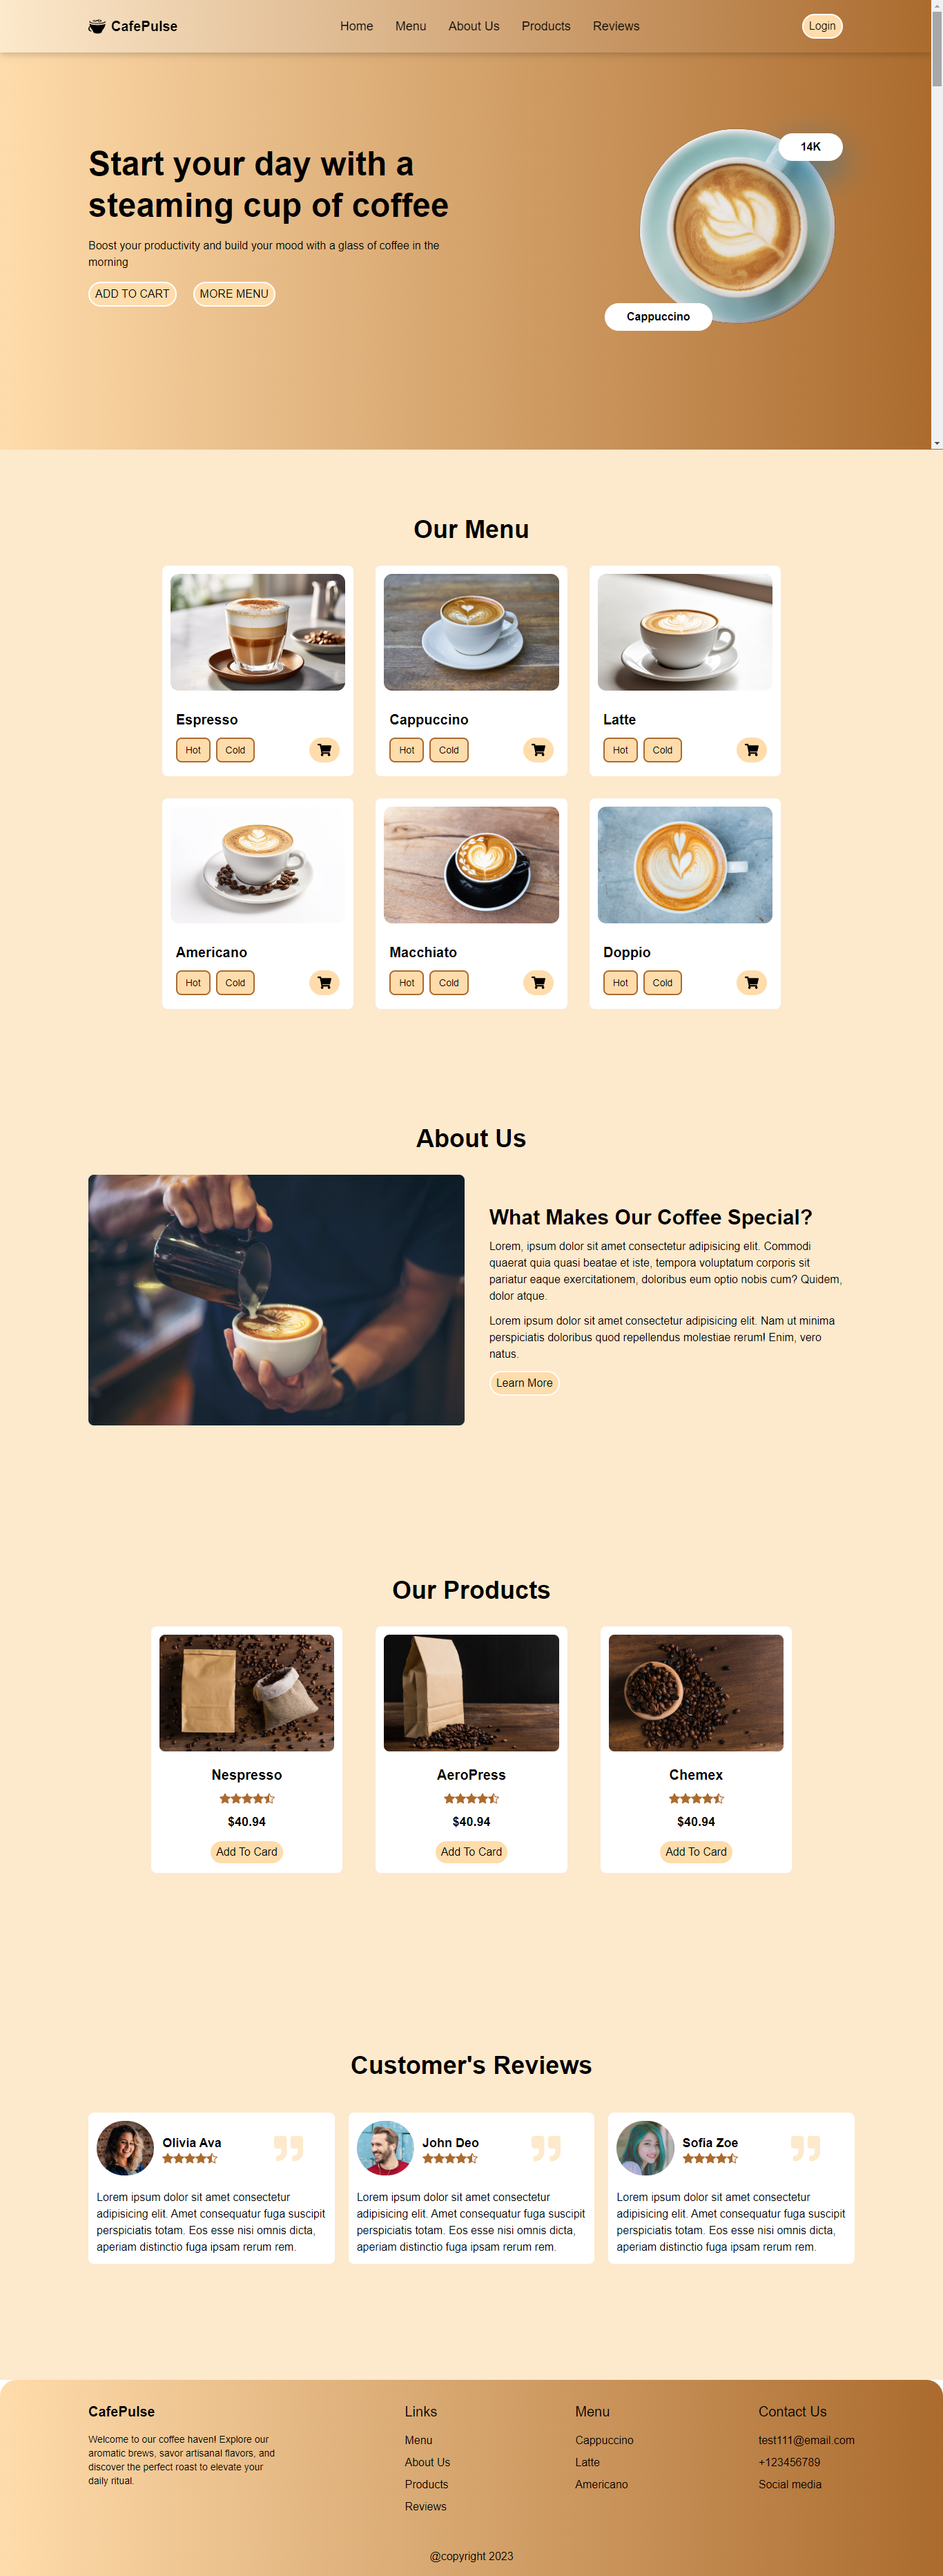 CafePulse
Home Menu About Us Products Reviews
Login
Start your day with a
steaming cup of coffee
Boost your productivity and build your mood with a glass of coffee in the
morning
ADD TO CART MORE MENU
14K
Cappuccino
Our Menu
Espresso
Hot Cold
Cappuccino
Hot Cold
Latte
Hot Cold
Americano
Hot Cold
Macchiato
Hot Cold
Doppio
Hot Cold
About Us
What Makes Our Coffee Special?
Lorem, ipsum dolor sit amet consectetur adipisicing elit. Commodi
quaerat quia quasi beatae et iste, tempora voluptatum corporis sit
pariatur eaque exercitationem, doloribus eum optio nobis cum? Quidem,
dolor atque.
Lorem ipsum dolor sit amet consectetur adipisicing elit. Nam ut minima
perspiciatis doloribus quod repellendus molestiae rerum! Enim, vero
natus.
Learn More
Our Products
Nespresso
$40.94
Add To Card
AeroPress
$40.94
Add To Card
Chemex
$40.94
Add To Card
Customer's Reviews
Olivia Ava
Lorem ipsum dolor sit amet consectetur
adipisicing elit. Amet consequatur fuga suscipit
perspiciatis totam. Eos esse nisi omnis dicta,
aperiam distinctio fuga ipsam rerum rem.
John Deo
Lorem ipsum dolor sit amet consectetur
adipisicing elit. Amet consequatur fuga suscipit
perspiciatis totam. Eos esse nisi omnis dicta,
aperiam distinctio fuga ipsam rerum rem.
Sofia Zoe
Lorem ipsum dolor sit amet consectetur
adipisicing elit. Amet consequatur fuga suscipit
perspiciatis totam. Eos esse nisi omnis dicta,
aperiam distinctio fuga ipsam rerum rem.
CafePulse
Welcome to our coffee haven! Explore our
aromatic brews, savor artisanal flavors, and
discover the perfect roast to elevate your
daily ritual.
Links
Menu
About Us
Products
Reviews
Menu
Cappuccino
Latte
Americano
Contact Us
test111@email.com
+123456789
Social media
@copyright 2023